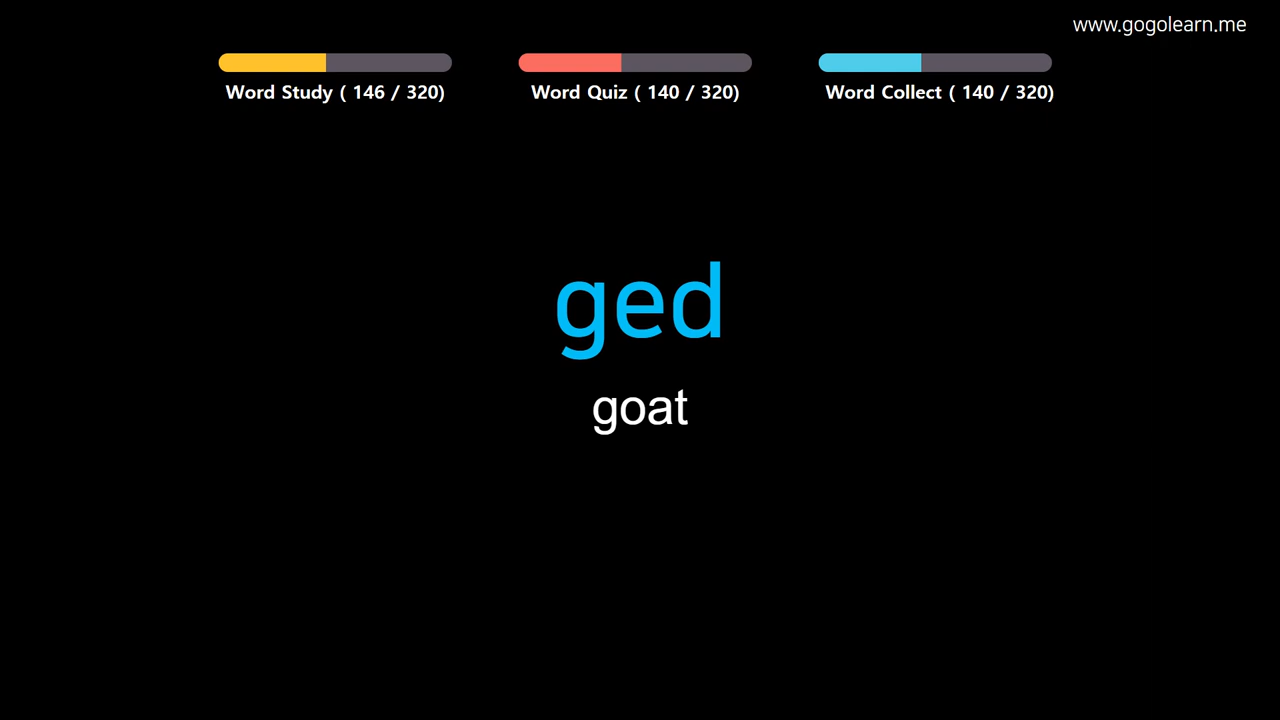 www.gogolearn.me
Word Study ( 146 / 320)
Word Quiz ( 140 / 320)
Word Collect ( 140 / 320)
ged
goat